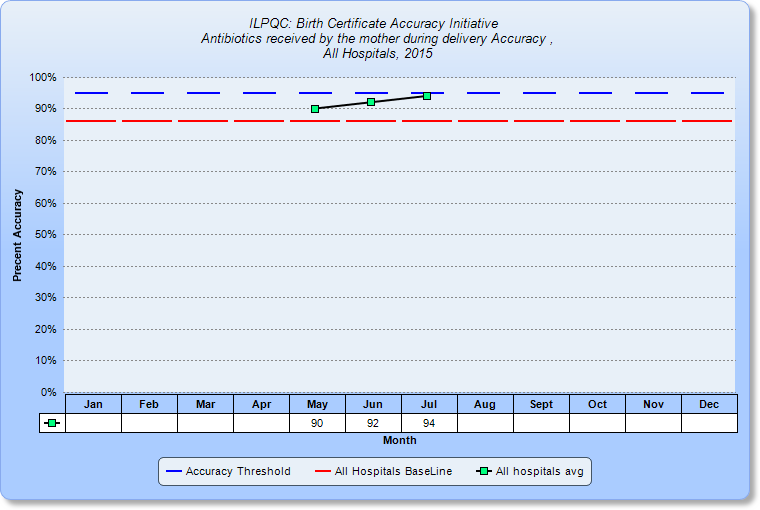 ILPQC: Birth Certificate Accuracy Initiative
Antibiotics received by the mother during delivery Accuracy ,
All Hospitals, 2015
Precent Accuracy
100%
90%
80%
70%
60%
50%
40%
30%
20%
10%
0%
Jan Feb Mar Apr May Jun Jul Aug Sept Oct Nov Dec
90 92 94
Month
Accuracy Threshold All Hospitals BaseLine All hospitals avg